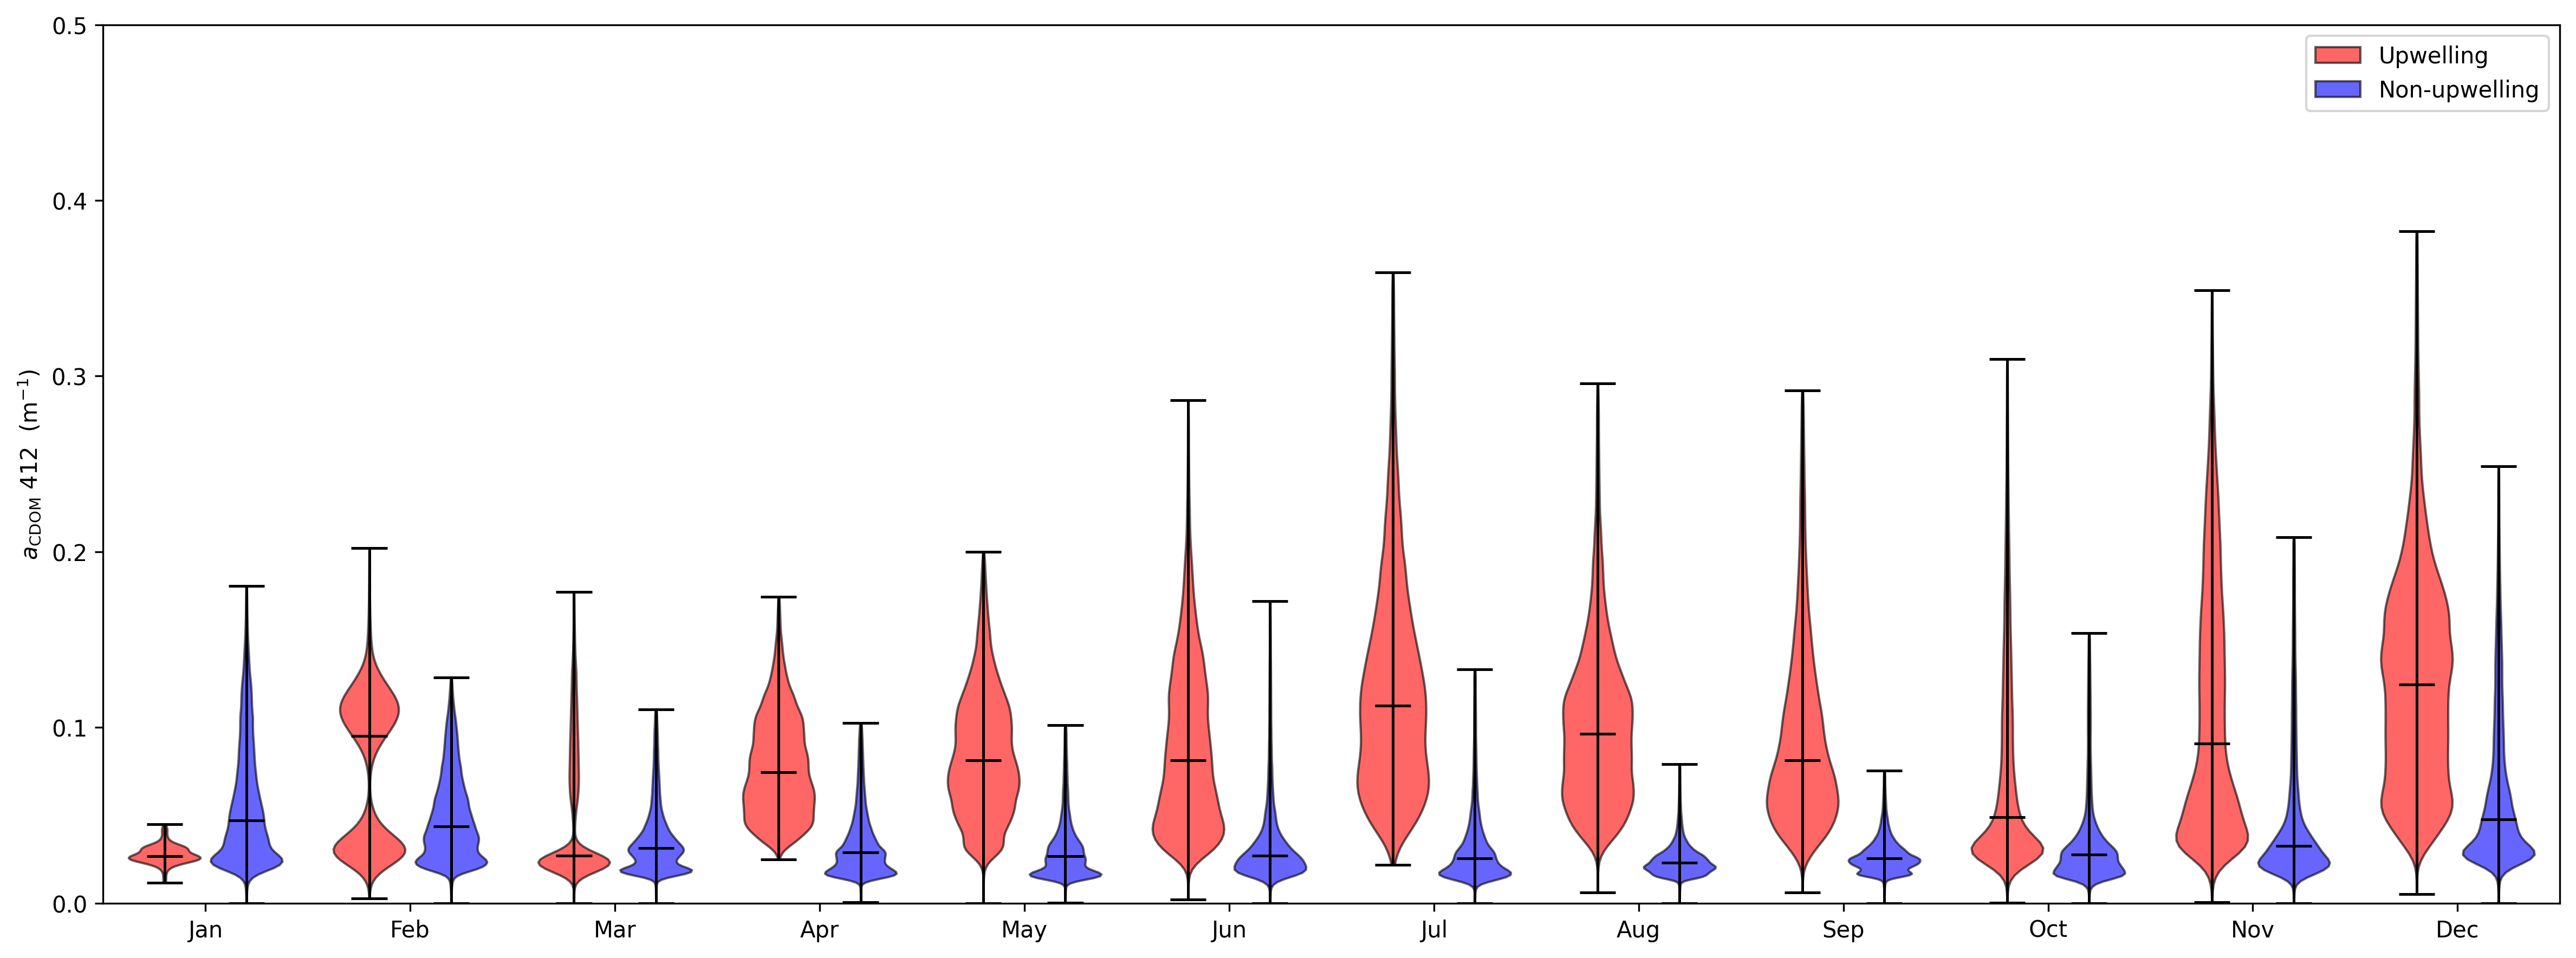 0.5
0.4
0.3
0.2
0.1
0.0
aCDOM 412 (m⁻¹)
Upwelling
Non-upwelling
Jan Feb Mar Apr May Jun Jul Aug Sep Oct Nov Dec